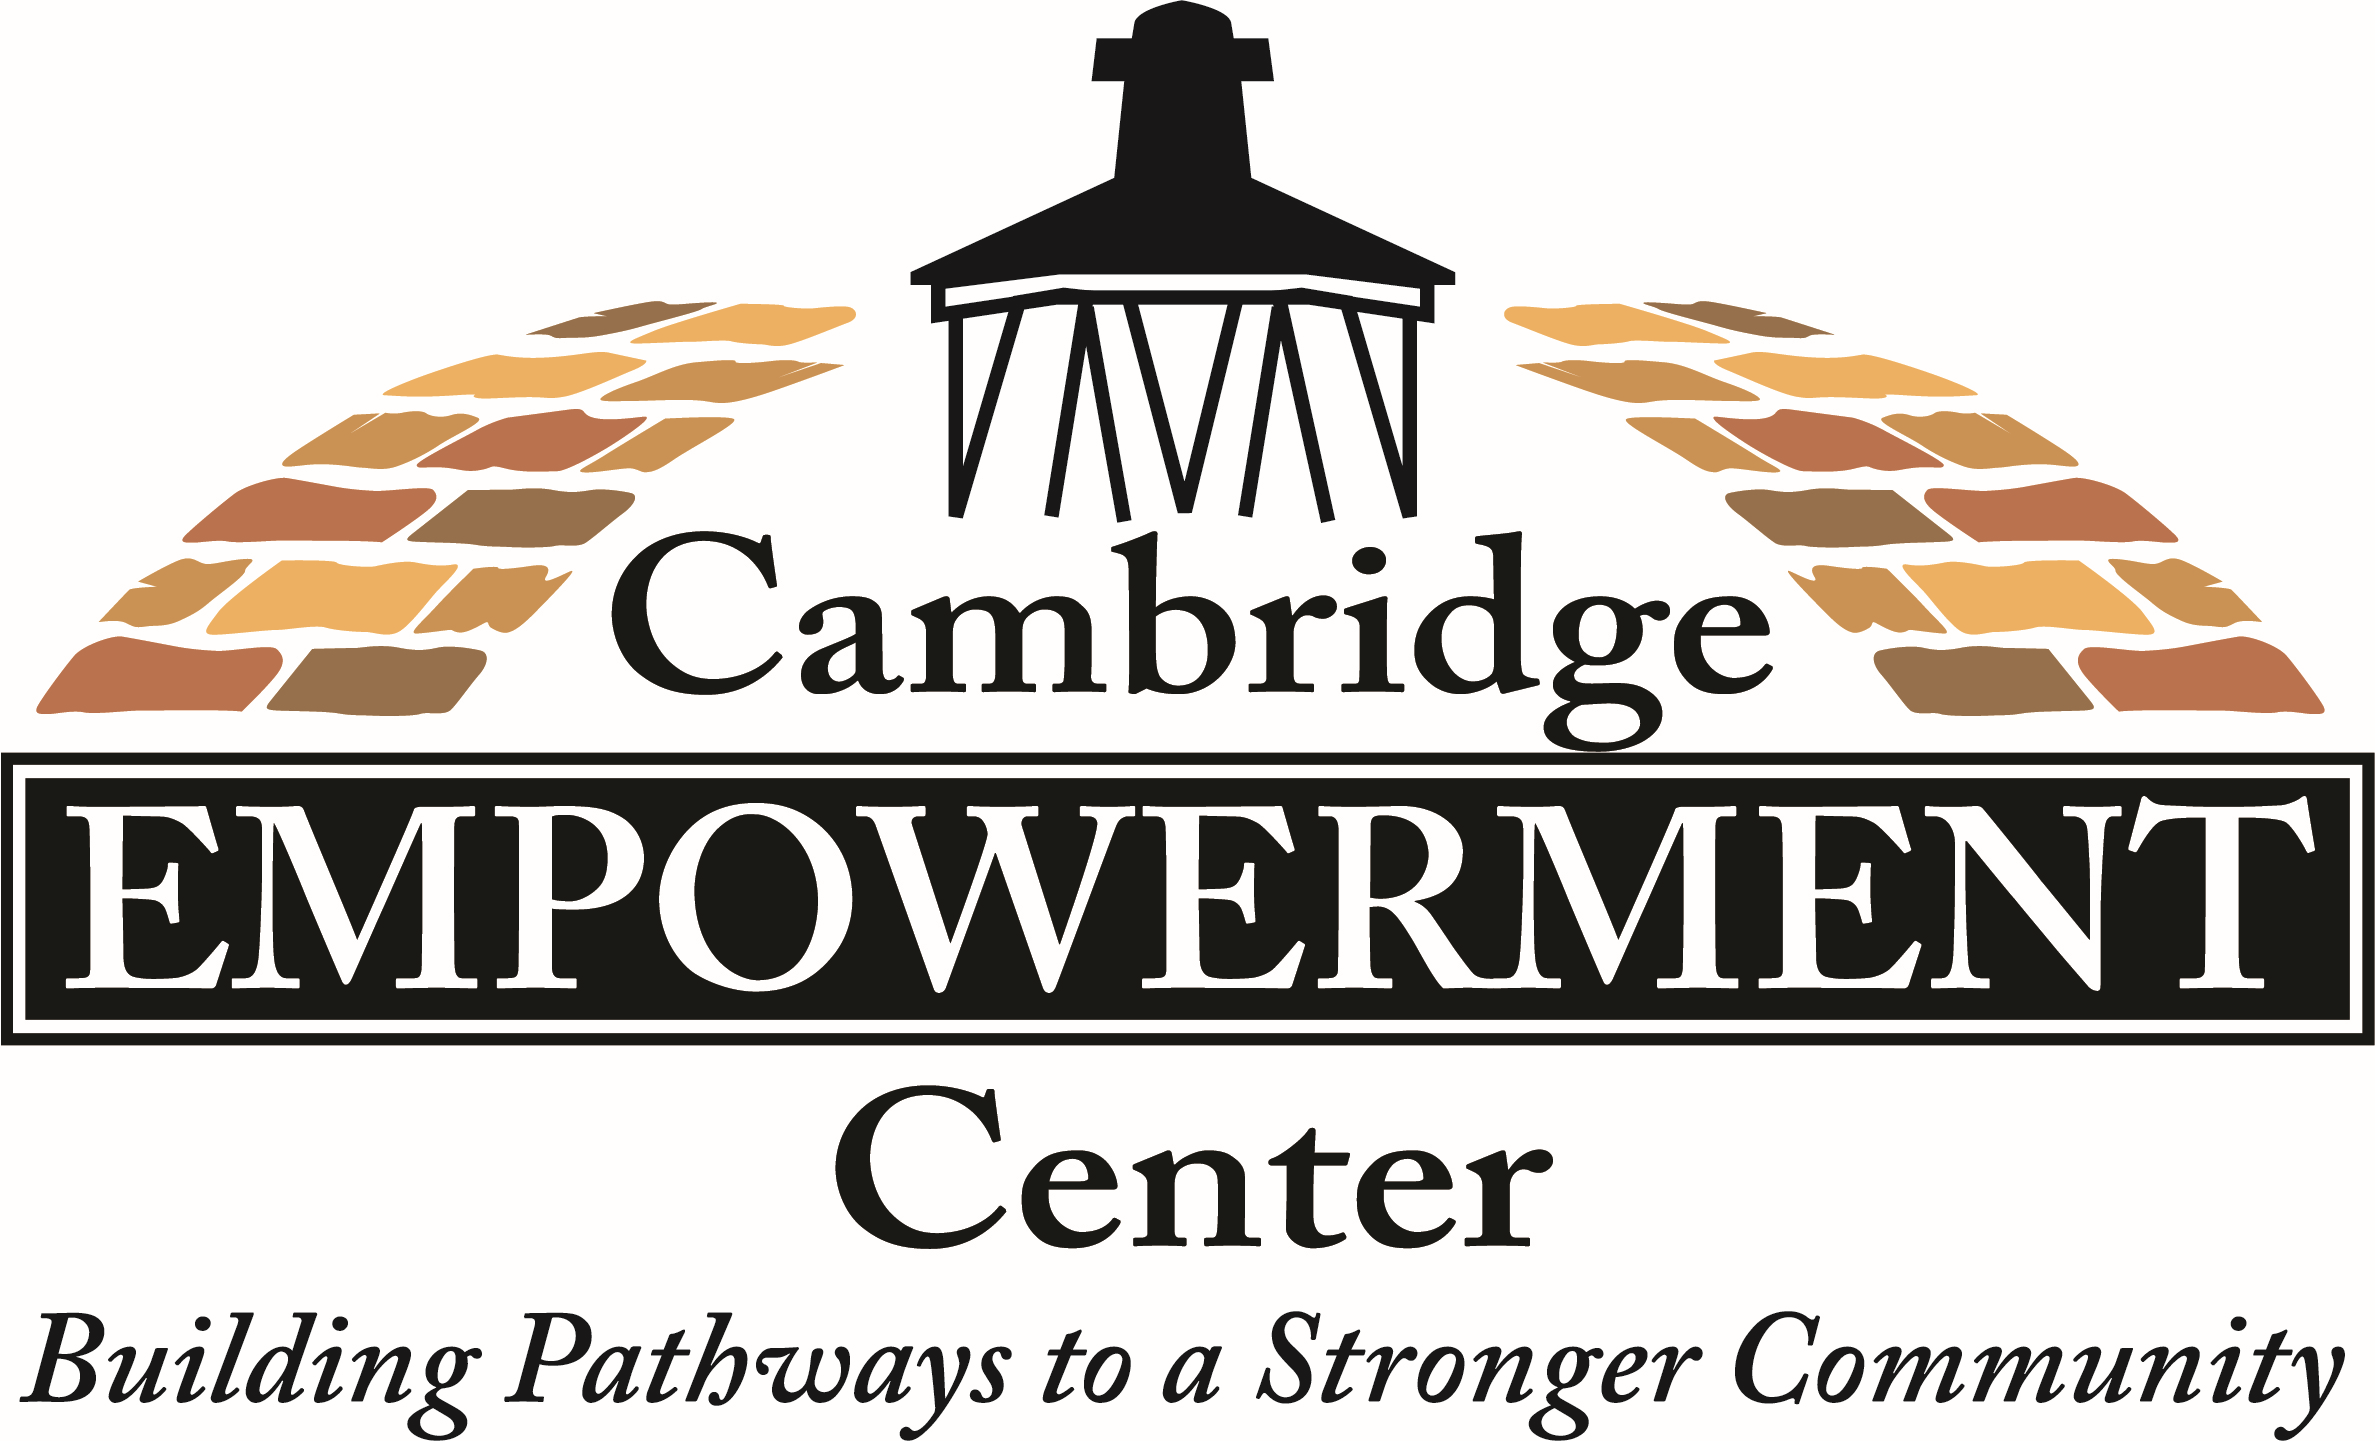 Cambridge
EMPOWERMENT
Center
Building Pathways to a Stronger Community